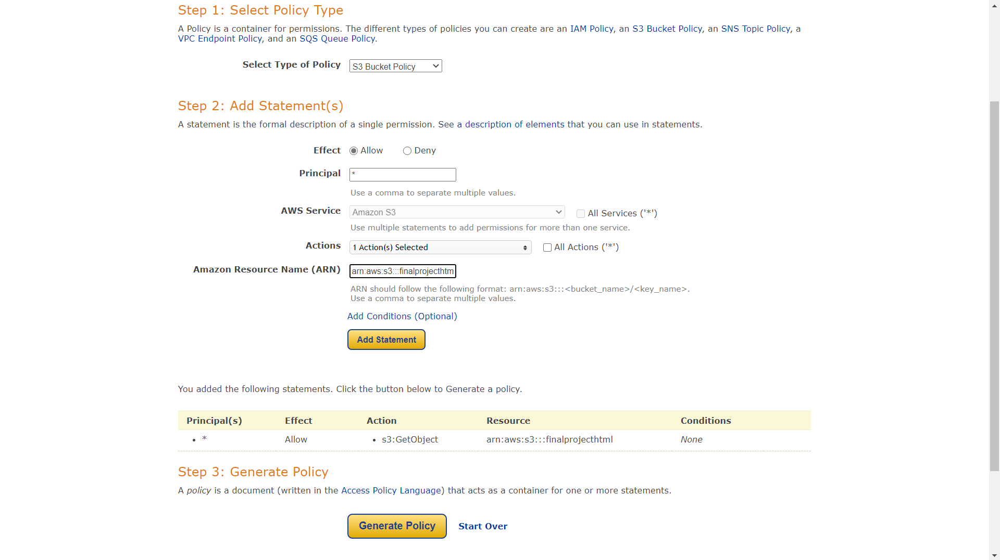 Step 1: Select Policy Type
A Policy is a container for permissions. The different types of policies you can create are an IAM Policy, an S3 Bucket Policy, an SNS Topic Policy, a
VPC Endpoint Policy, and an SQS Queue Policy.
Select Type of Policy S3 Bucket Policy
Step 2: Add Statement(s)
A statement is the formal description of a single permission. See a description of elements that you can use in statements.
Effect Allow Deny
Principal *
Use a comma to separate multiple values.
AWS Service Amazon S3 All Services ('*')
Use multiple statements to add permissions for more than one service.
Actions 1 Action(s) Selected All Actions ('*')
Amazon Resource Name (ARN) arn:aws:s3:::finalprojecthtm
ARN should follow the following format: arn:aws:s3:::<bucket_name>/<key_name>.
Use a comma to separate multiple values.
Add Conditions (Optional)
Add Statement
You added the following statements. Click the button below to Generate a policy.
Principal(s) Effect Action Resource Conditions
• * Allow • s3:GetObject arn:aws:s3:::finalprojecthtml None
Step 3: Generate Policy
A policy is a document (written in the Access Policy Language) that acts as a container for one or more statements.
Generate Policy Start Over